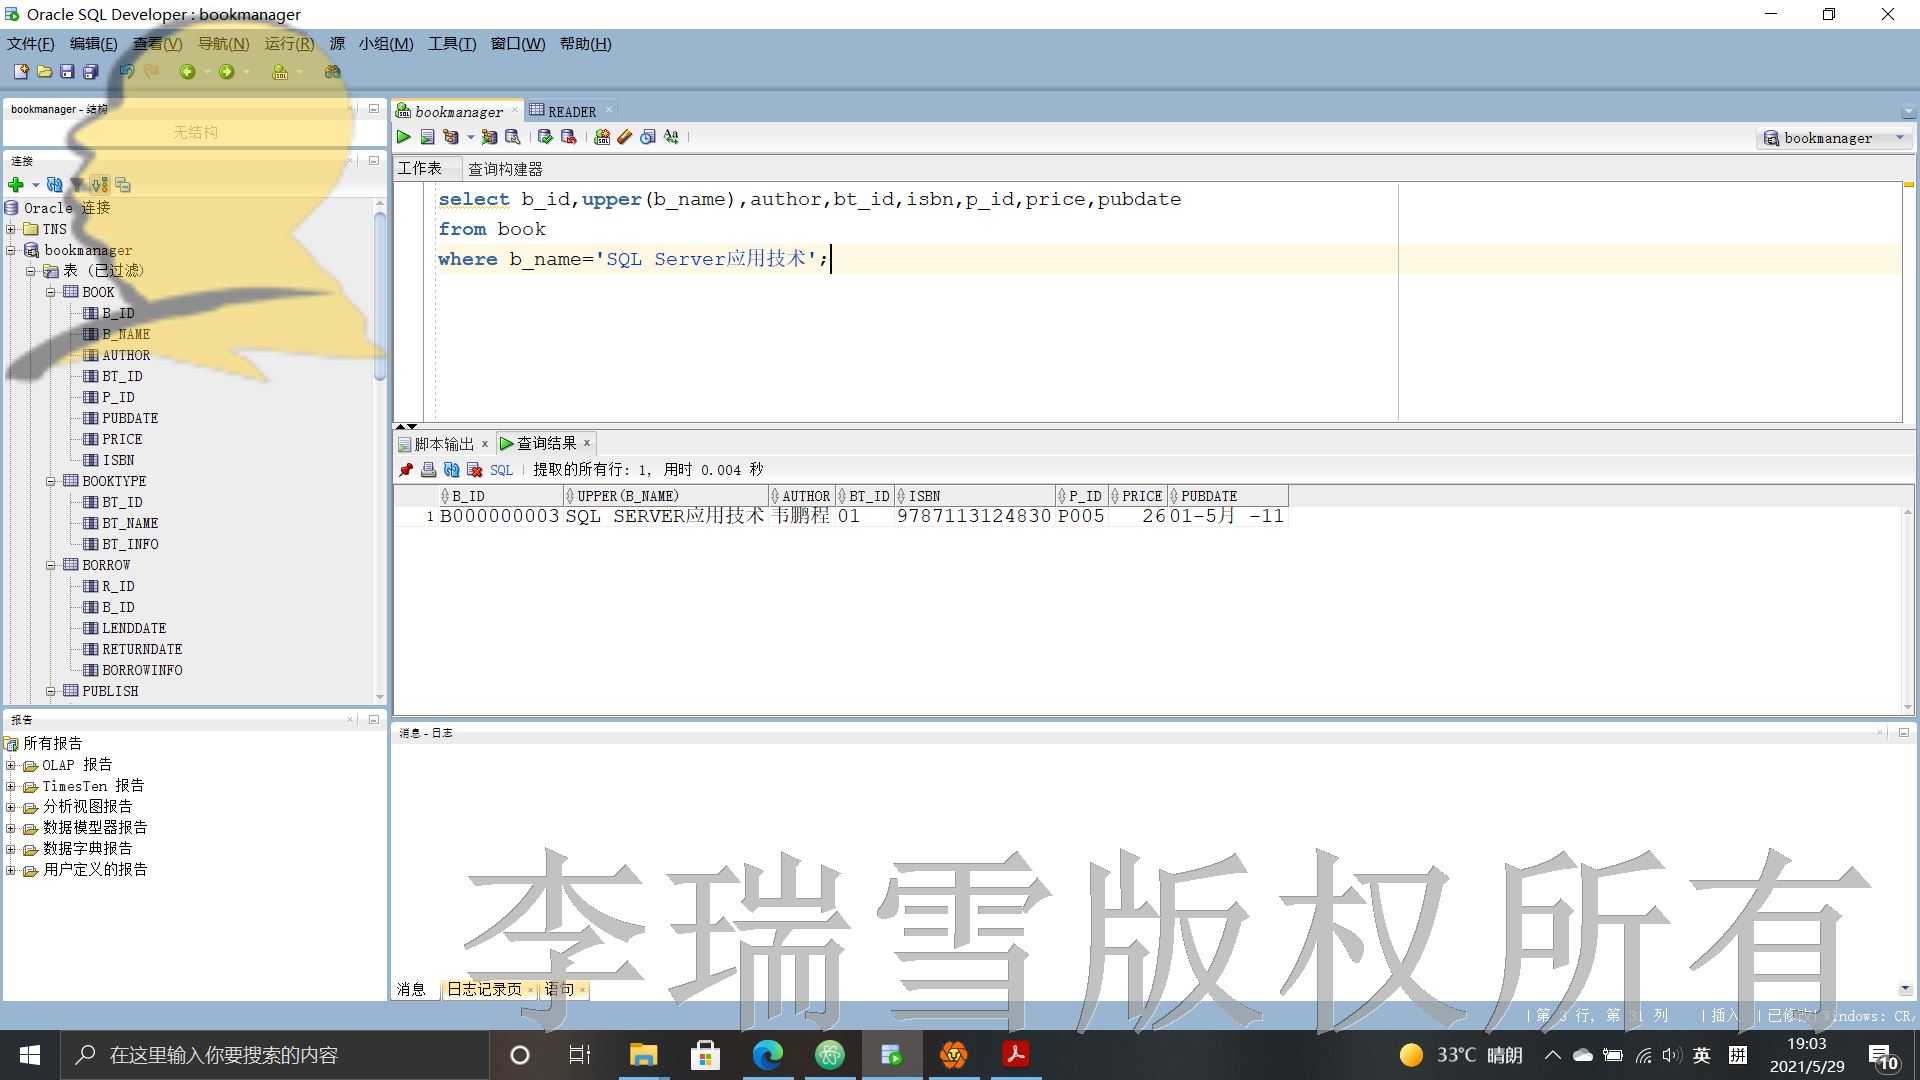 Oracle SQL Developer : bookmanager
文件(F) 编辑(E) 查看(V) 导航(N) 运行(R) 源 小组(M) 工具(T) 窗口(W) 帮助(H)
bookmanager - 结构
无结构
连接
Oracle 连接
TNS
bookmanager
表 (已过滤)
BOOK
B_ID
B_NAME
AUTHOR
BT_ID
P_ID
PUBDATE
PRICE
ISBN
BOOKTYPE
BT_ID
BT_NAME
BT_INFO
BORROW
R_ID
B_ID
LENDDATE
RETURNDATE
BORROWINFO
PUBLISH
报告
所有报告
OLAP 报告
TimesTen 报告
分析视图报告
数据模型器报告
数据字典报告
用户定义的报告
bookmanager READER
bookmanager
工作表 查询构建器
select b_id,upper(b_name),author,bt_id,isbn,p_id,price,pubdate
from book
where b_name='SQL Server应用技术';
脚本输出 查询结果
SQL 提取的所有行: 1, 用时 0.004 秒
B_ID UPPER(B_NAME) AUTHOR BT_ID ISBN P_ID PRICE PUBDATE
1 B000000003 SQL SERVER应用技术 韦鹏程 01 9787113124830 P005 26 01-5月 -11
消息 - 日志
李瑞雪版权所有
消息 日志记录页 语句
第 3 行, 第 31 列 插入 已修改 Windows: CR/
在这里输入你要搜索的内容
33°C 晴朗 英 拼 19:03
2021/5/29
10